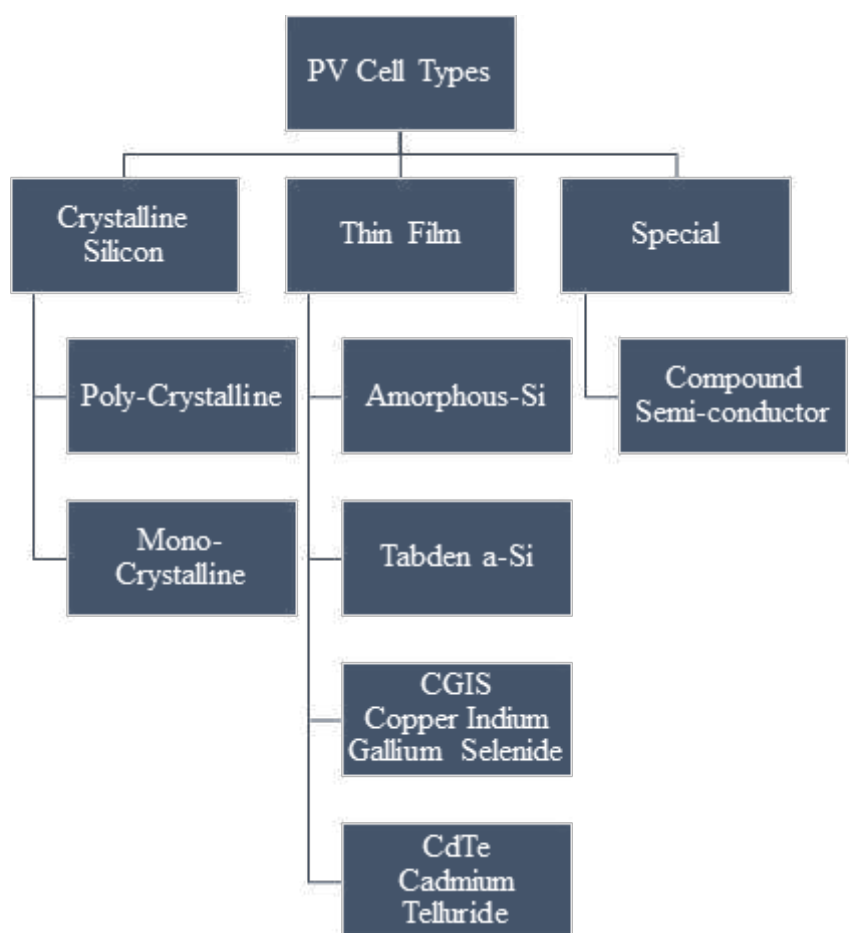 PV Cell Types
Crystalline
Silicon
Thin Film
Special
Poly-Crystalline
Amorphous-Si
Compound
Semi-conductor
Mono-
Crystalline
Tabden a-Si
CGIS
Copper Indium
Gallium Selenide
CdTe
Cadmium
Telluride